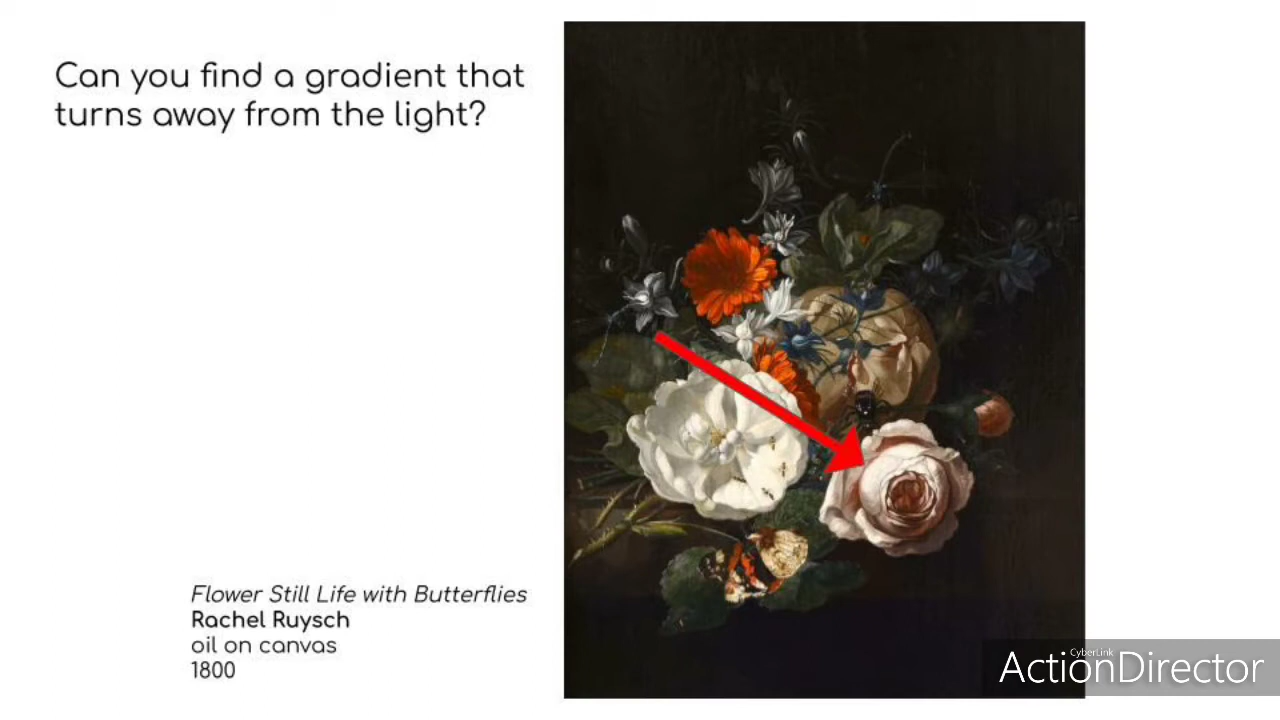 Can you find a gradient that
turns away from the light?
Flower Still Life with Butterflies
Rachel Ruysch
oil on canvas
1800
CyberLink
ActionDirector